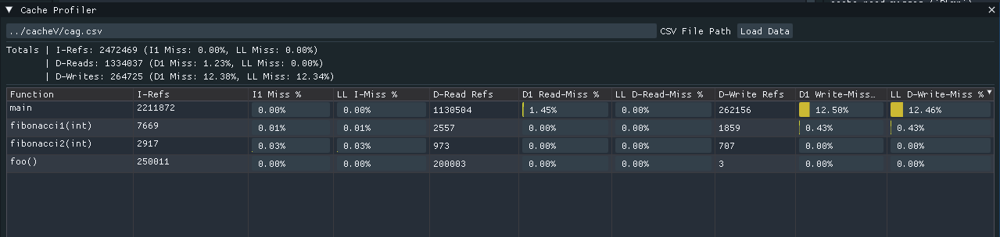 Cache Profiler
../cacheV/cag.csv CSV File Path Load Data
Totals | I-Refs: 2472469 (I1 Miss: 0.00%, LL Miss: 0.00%)
| D-Reads: 1334037 (D1 Miss: 1.23%, LL Miss: 0.00%)
| D-Writes: 264725 (D1 Miss: 12.38%, LL Miss: 12.34%)
Function I-Refs I1 Miss % LL I-Miss % D-Read Refs D1 Read-Miss % LL D-Read-Miss % D-Write Refs D1 Write-Miss... LL D-Write-Miss %
main 2211872 0.00% 0.00% 1130504 1.45% 0.00% 262156 12.50% 12.46%
fibonacci1(int) 7669 0.01% 0.01% 2557 0.00% 0.00% 1859 0.43% 0.43%
fibonacci2(int) 2917 0.03% 0.03% 973 0.00% 0.00% 707 0.00% 0.00%
foo() 250011 0.00% 0.00% 200003 0.00% 0.00% 3 0.00% 0.00%